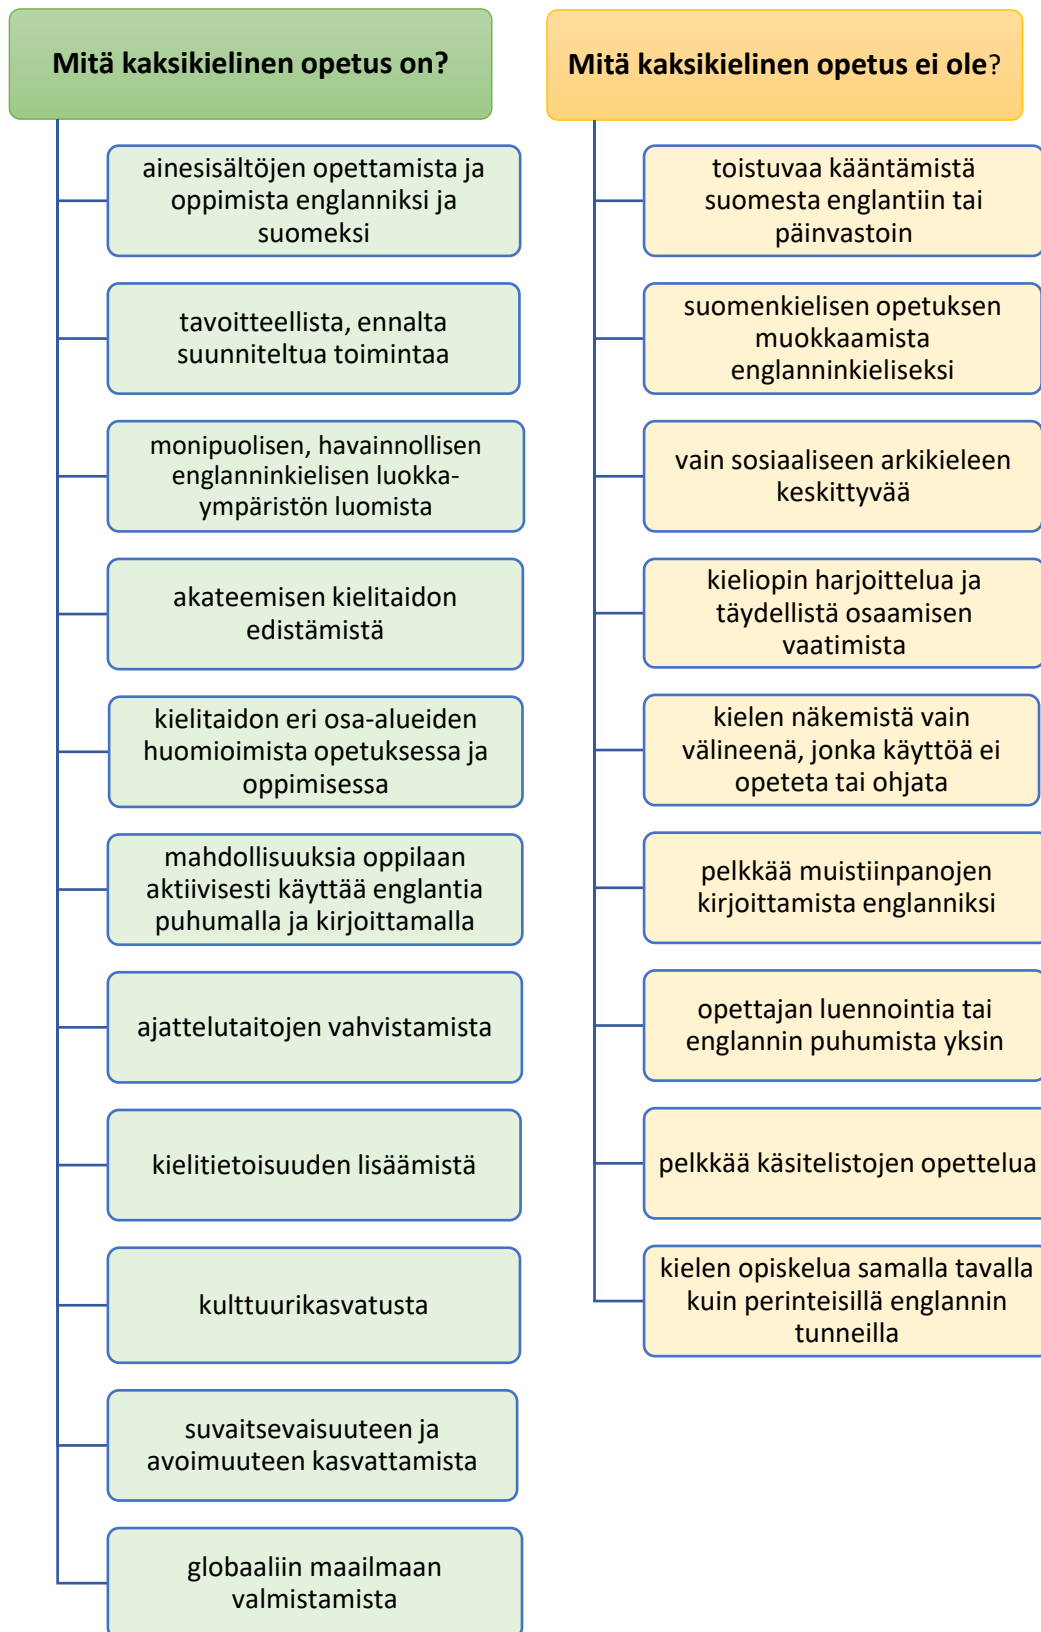 Mitä kaksikielinen opetus on?
ainesisältöjen opettamista ja
oppimista englanniksi ja
suomeksi
tavoitteellista, ennalta
suunniteltua toimintaa
monipuolisen, havainnollisen
englanninkielisen luokka-
ympäristön luomista
akateemisen kielitaidon
edistämistä
kielitaidon eri osa-alueiden
huomioimista opetuksessa ja
oppimisessa
mahdollisuuksia oppilaan
aktiivisesti käyttää englantia
puhumalla ja kirjoittamalla
ajattelutaitojen vahvistamista
kielitietoisuuden lisäämistä
kulttuurikasvatusta
suvaitsevaisuuteen ja
avoimuuteen kasvattamista
globaaliin maailmaan
valmistamista
Mitä kaksikielinen opetus ei ole?
toistuvaa kääntämistä
suomesta englantiin tai
päinvastoin
suomenkielisen opetuksen
muokkaamista
englanninkieliseksi
vain sosiaaliseen arkikieleen
keskittyvää
kieliopin harjoittelua ja
täydellistä osaamisen
vaatimista
kielen näkemistä vain
välineenä, jonka käyttöä ei
opeteta tai ohjata
pelkkää muistiinpanojen
kirjoittamista englanniksi
opettajan luennointia tai
englannin puhumista yksin
pelkkää käsitelistojen opettelua
kielen opiskelua samalla tavalla
kuin perinteisillä englannin
tunneilla